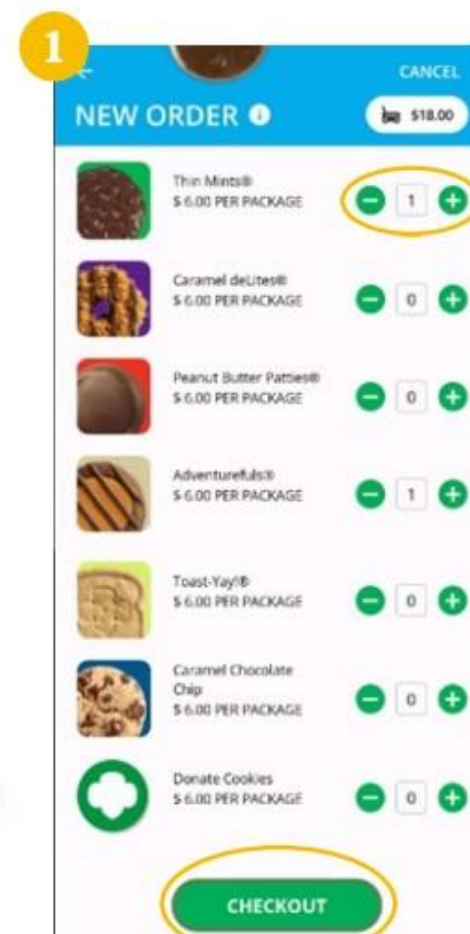 1
CANCEL
NEW ORDER i
$18.00
Thin Mints®
$ 6.00 PER PACKAGE
1
Caramel deLites®
$ 6.00 PER PACKAGE
0
Peanut Butter Patties®
$ 6.00 PER PACKAGE
0
Adventurefuls®
$ 6.00 PER PACKAGE
1
Toast-Yay!®
$ 6.00 PER PACKAGE
0
Caramel Chocolate
Chip
$ 6.00 PER PACKAGE
0
Donate Cookies
$ 6.00 PER PACKAGE
0
CHECKOUT